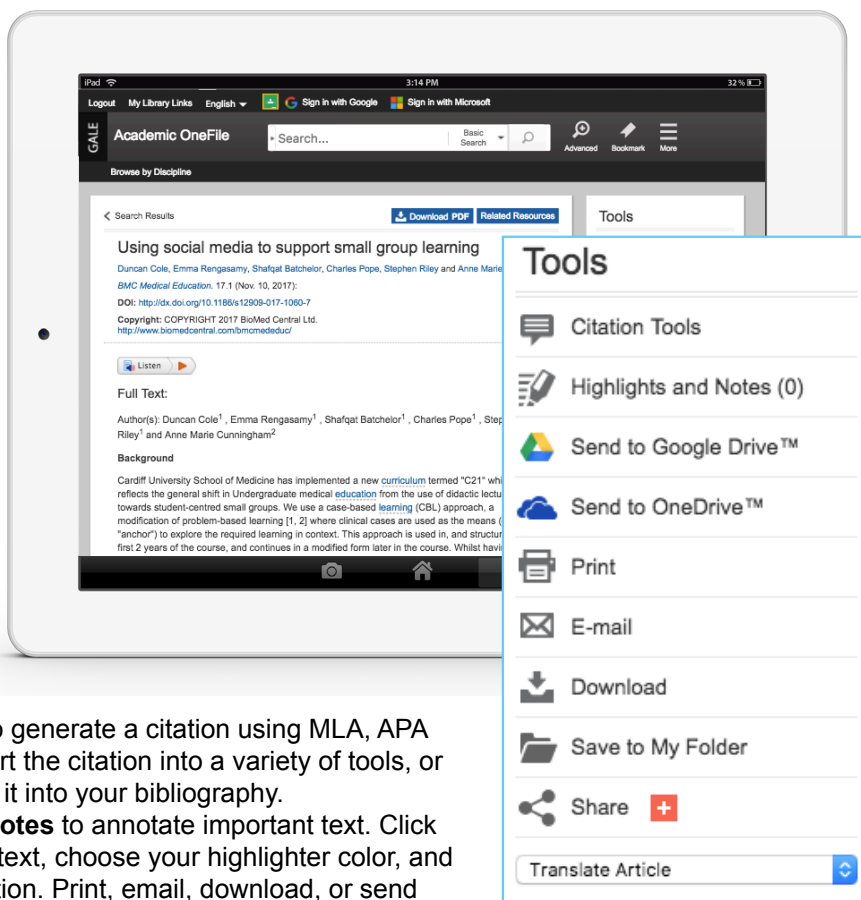 iPad
3:14 PM
32 %
Logout My Library Links English Sign in with Google Sign in with Microsoft
GALE
Academic OneFile
Search...
Basic Search
Advanced
Bookmark
More
Browse by Discipline
Search Results
Download PDF
Related Resources
Tools
Using social media to support small group learning
Duncan Cole, Emma Rengasamy, Shafqat Batchelor, Charles Pope, Stephen Riley and Anne Marie
BMC Medical Education. 17.1 (Nov. 10, 2017):
DOI: http://dx.doi.org/10.1186/s12909-017-1060-7
Copyright: COPYRIGHT 2017 BioMed Central Ltd.
http://www.biomedcentral.com/bmcmededuc/
Listen
Full Text:
Author(s): Duncan Cole1 , Emma Rengasamy1 , Shafqat Batchelor1 , Charles Pope1 , Step
Riley1 and Anne Marie Cunningham2
Background
Cardiff University School of Medicine has implemented a new curriculum termed "C21" whi
reflects the general shift in Undergraduate medical education from the use of didactic lectu
towards student-centred small groups. We use a case-based learning (CBL) approach, a
modification of problem-based learning [1, 2] where clinical cases are used as the means (
"anchor") to explore the required learning in context. This approach is used in, and structur
first 2 years of the course, and continues in a modified form later in the course. Whilst havi
Tools
Citation Tools
Highlights and Notes (0)
Send to Google Drive™
Send to OneDrive™
Print
E-mail
Download
Save to My Folder
Share
Translate Article
o generate a citation using MLA, APA
rt the citation into a variety of tools, or
it into your bibliography.
otes to annotate important text. Click
text, choose your highlighter color, and
tion. Print, email, download, or send